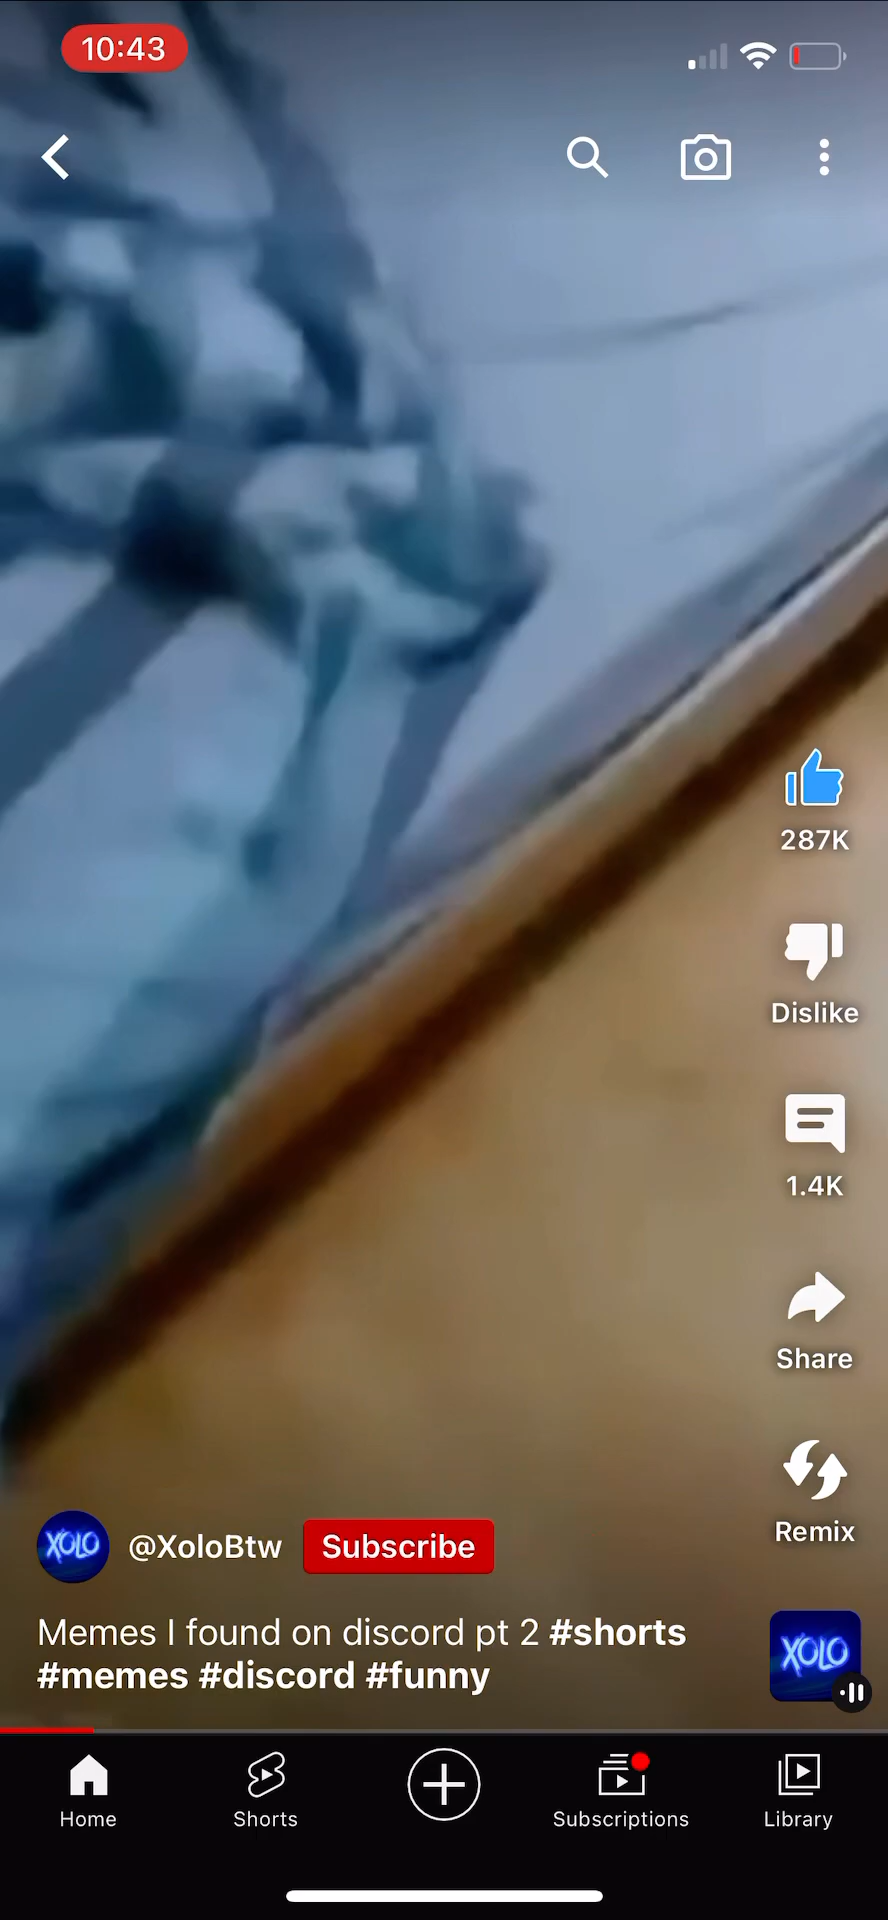 10:43
287K
Dislike
1.4K
Share
Remix
XOLO @XoloBtw Subscribe
Memes I found on discord pt 2 #shorts
#memes #discord #funny
XOLO
Home Shorts Subscriptions Library